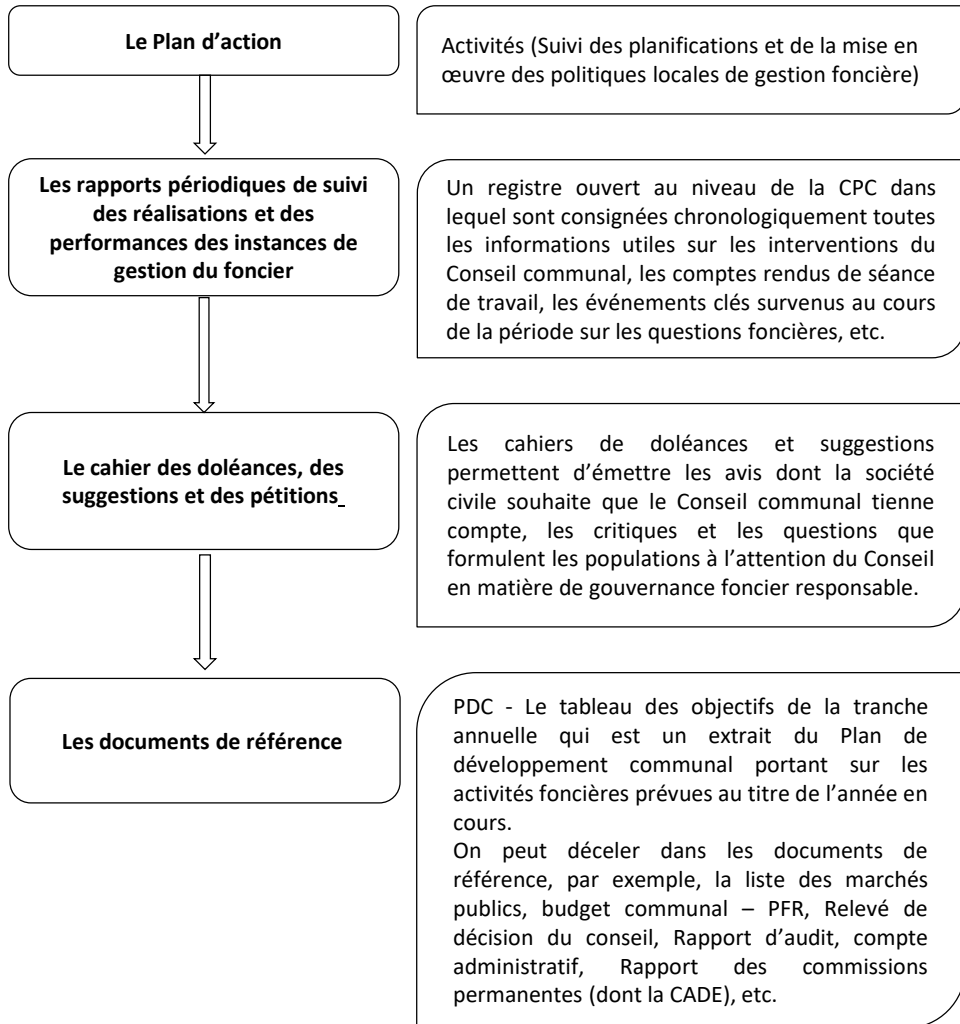 Le Plan d’action
Activités (Suivi des planifications et de la mise en
œuvre des politiques locales de gestion foncière)
Les rapports périodiques de suivi
des réalisations et des
performances des instances de
gestion du foncier
Un registre ouvert au niveau de la CPC dans
lequel sont consignées chronologiquement toutes
les informations utiles sur les interventions du
Conseil communal, les comptes rendus de séance
de travail, les événements clés survenus au cours
de la période sur les questions foncières, etc.
Le cahier des doléances, des
suggestions et des pétitions
Les cahiers de doléances et suggestions
permettent d’émettre les avis dont la société
civile souhaite que le Conseil communal tienne
compte, les critiques et les questions que
formulent les populations à l’attention du Conseil
en matière de gouvernance foncier responsable.
Les documents de référence
PDC - Le tableau des objectifs de la tranche
annuelle qui est un extrait du Plan de
développement communal portant sur les
activités foncières prévues au titre de l’année en
cours.
On peut déceler dans les documents de
référence, par exemple, la liste des marchés
publics, budget communal – PFR, Relevé de
décision du conseil, Rapport d’audit, compte
administratif, Rapport des commissions
permanentes (dont la CADE), etc.